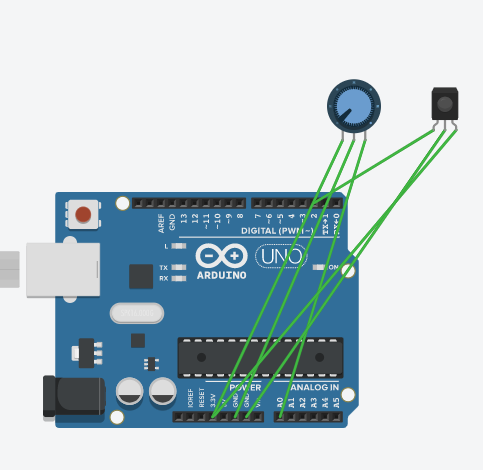 AREF
GND
13
12
~11
~10
~9
8
7
~6
~5
4
~3
2
TX→1
RX←0
DIGITAL (PWM~)
L
TX
RX
ARDUINO
UNO
ON
POWER
ANALOG IN
IOREF
RESET
3.3V
GND
GND
A0
A1
A2
A3
A4
A5